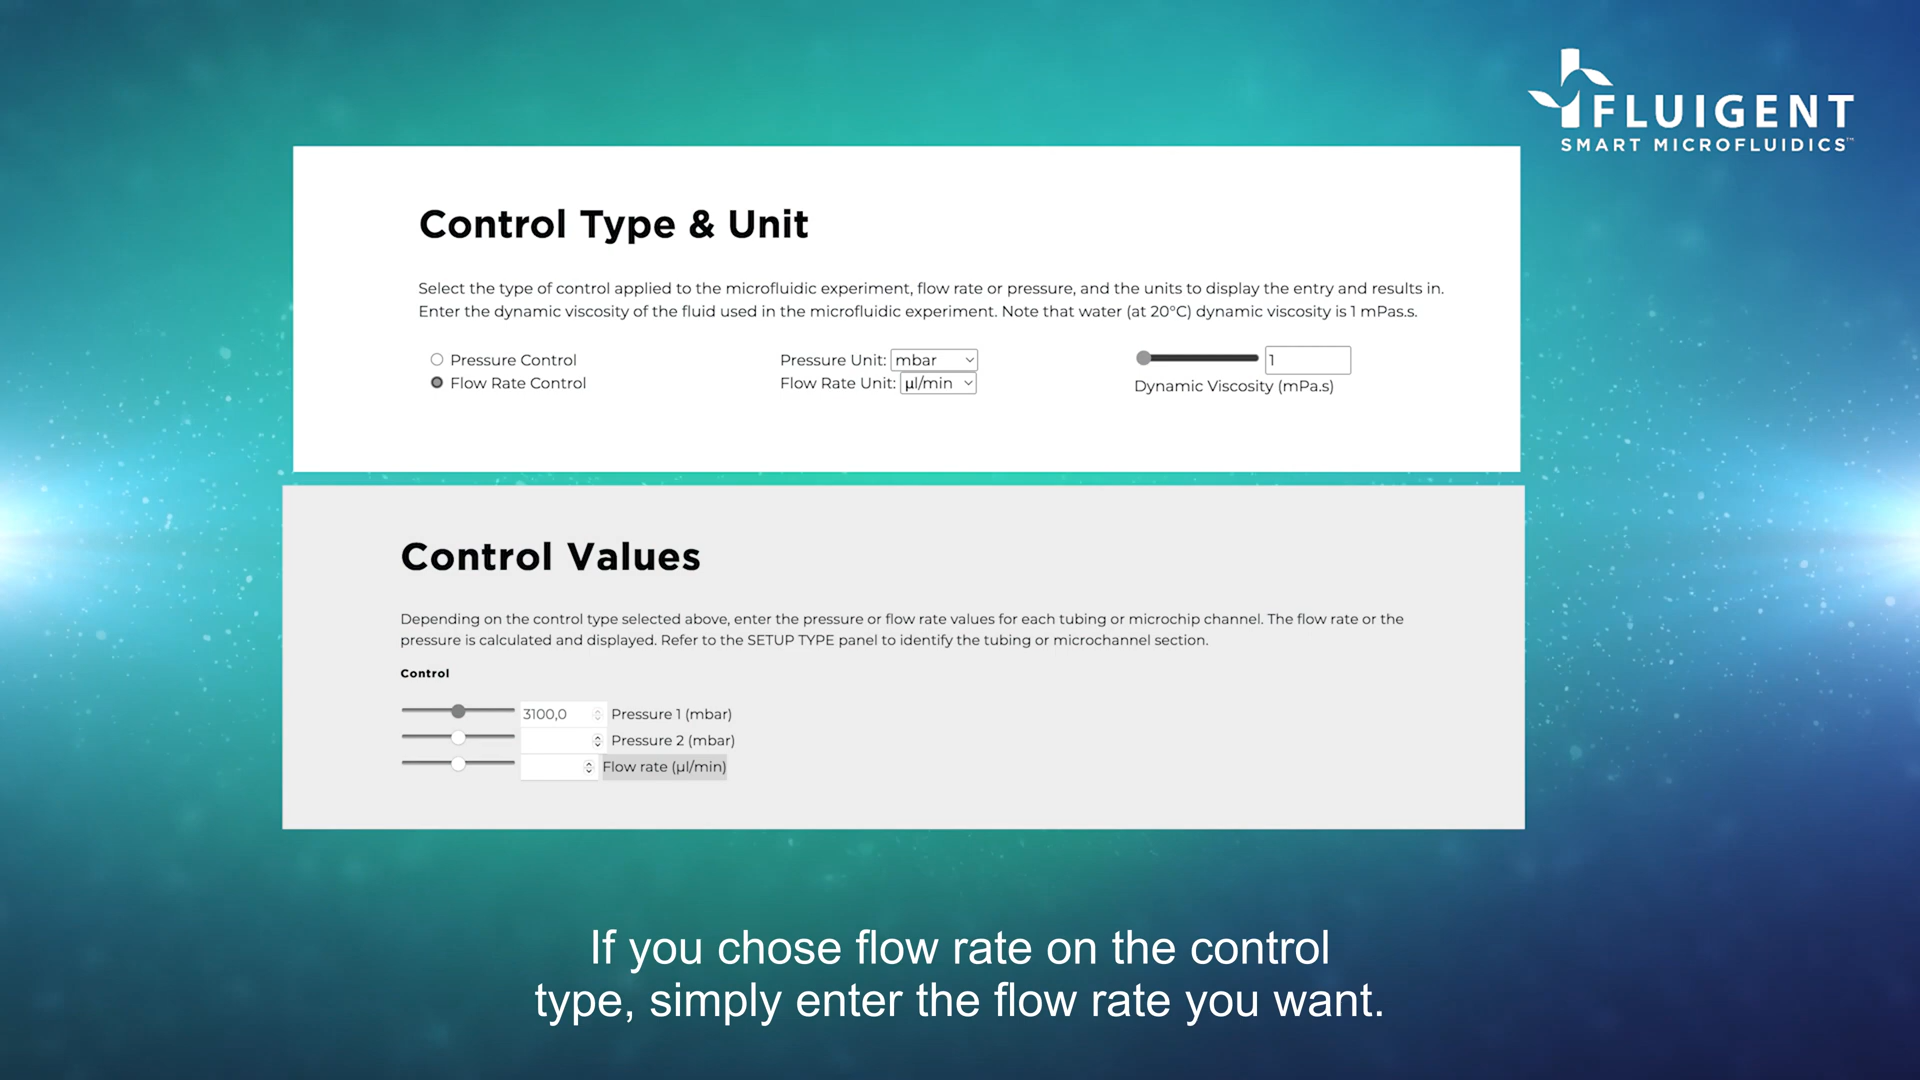 FLUIGENT
SMART MICROFLUIDICS™
Control Type & Unit
Select the type of control applied to the microfluidic experiment, flow rate or pressure, and the units to display the entry and results in.
Enter the dynamic viscosity of the fluid used in the microfluidic experiment. Note that water (at 20°C) dynamic viscosity is 1 mPas.s.
Pressure Control
Pressure Unit: mbar
1
Flow Rate Control
Flow Rate Unit: µl/min
Dynamic Viscosity (mPa.s)
Control Values
Depending on the control type selected above, enter the pressure or flow rate values for each tubing or microchip channel. The flow rate or the
pressure is calculated and displayed. Refer to the SETUP TYPE panel to identify the tubing or microchannel section.
Control
3100,0 Pressure 1 (mbar)
Pressure 2 (mbar)
Flow rate (µl/min)
If you chose flow rate on the control
type, simply enter the flow rate you want.